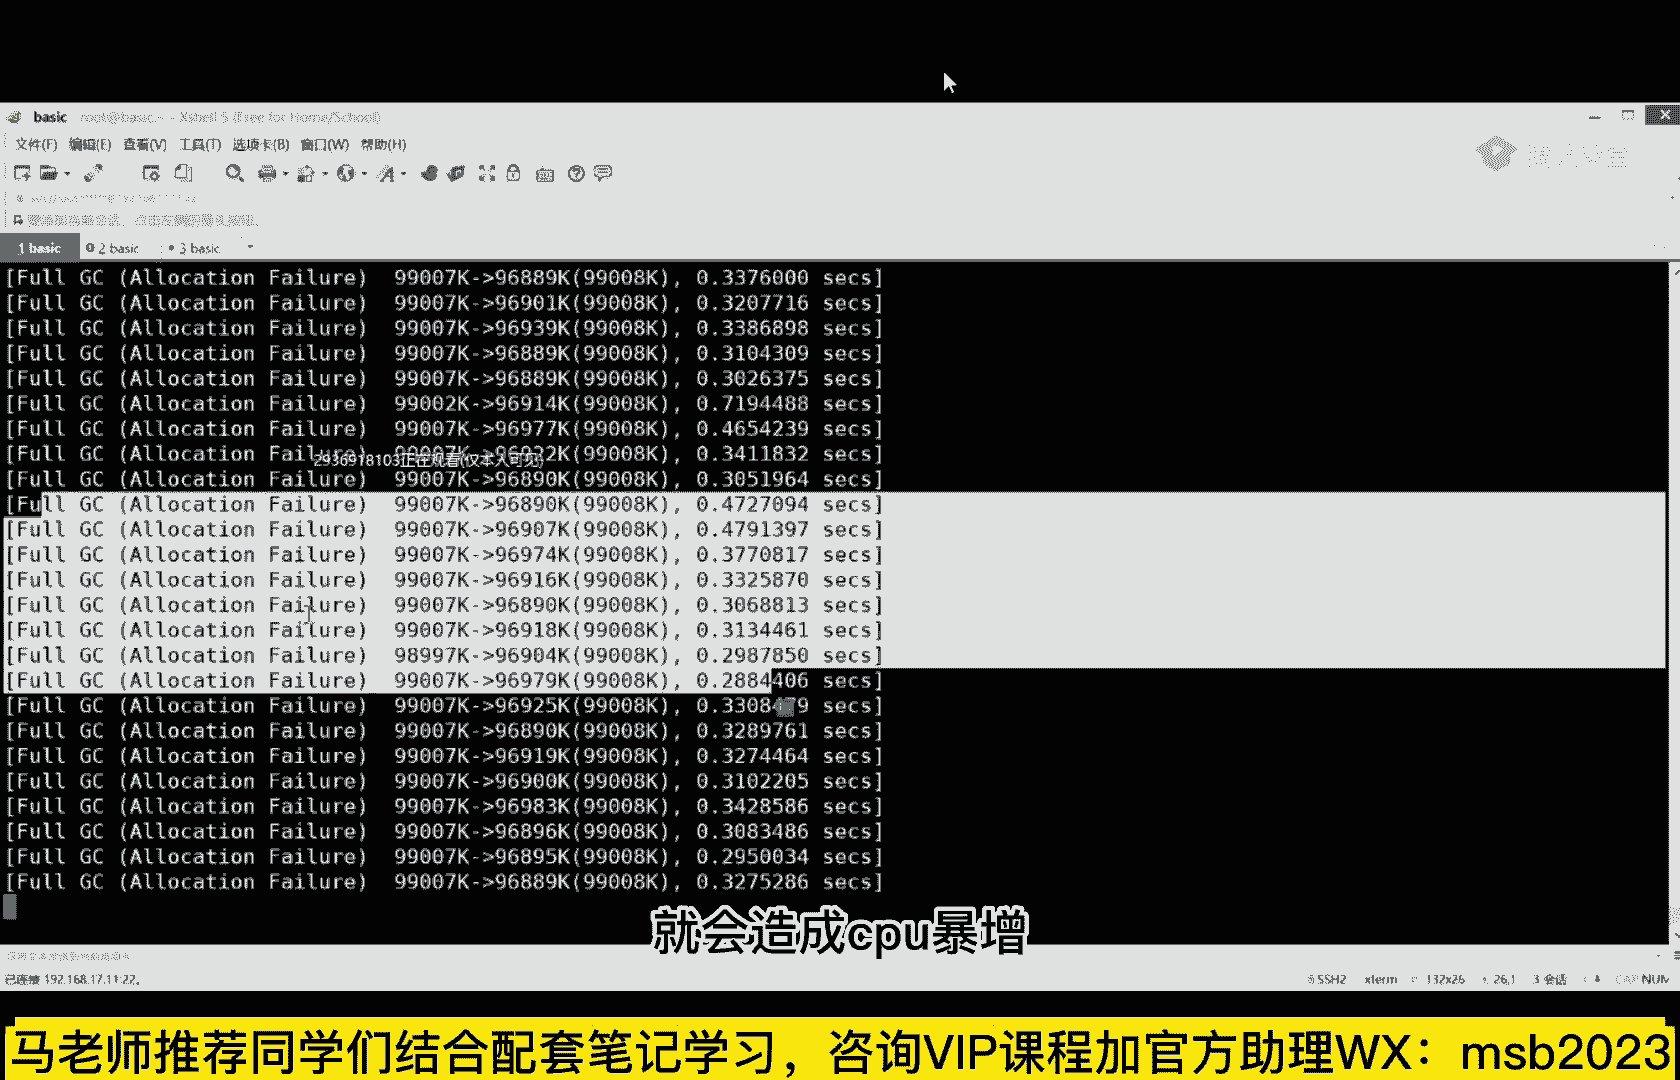 basic root@basic:~ - Xshell 5 (Free for Home/School)
文件(F) 编辑(E) 查看(V) 工具(T) 选项卡(B) 窗口(W) 帮助(H)
1 basic 2 basic 3 basic
[Full GC (Allocation Failure) 99007K->96889K(99008K), 0.3376000 secs]
[Full GC (Allocation Failure) 99007K->96901K(99008K), 0.3207716 secs]
[Full GC (Allocation Failure) 99007K->96939K(99008K), 0.3386898 secs]
[Full GC (Allocation Failure) 99007K->96889K(99008K), 0.3104309 secs]
[Full GC (Allocation Failure) 99007K->96889K(99008K), 0.3026375 secs]
[Full GC (Allocation Failure) 99002K->96914K(99008K), 0.7194488 secs]
[Full GC (Allocation Failure) 99007K->96977K(99008K), 0.4654239 secs]
[Full GC (Allocation Failure) (99008K), 0.3411832 secs]
2936918103正在观看(仅本人可见)
[Full GC (Allocation Failure) 99007K->96890K(99008K), 0.3051964 secs]
[Full GC (Allocation Failure) 99007K->96890K(99008K), 0.4727094 secs]
[Full GC (Allocation Failure) 99007K->96907K(99008K), 0.4791397 secs]
[Full GC (Allocation Failure) 99007K->96974K(99008K), 0.3770817 secs]
[Full GC (Allocation Failure) 99007K->96916K(99008K), 0.3325870 secs]
[Full GC (Allocation Failure) 99007K->96890K(99008K), 0.3068813 secs]
[Full GC (Allocation Failure) 99007K->96918K(99008K), 0.3134461 secs]
[Full GC (Allocation Failure) 98997K->96904K(99008K), 0.2987850 secs]
[Full GC (Allocation Failure) 99007K->96979K(99008K), 0.2884406 secs]
[Full GC (Allocation Failure) 99007K->96925K(99008K), secs]
[Full GC (Allocation Failure) 99007K->96890K(99008K), 0.3289761 secs]
[Full GC (Allocation Failure) 99007K->96919K(99008K), 0.3274464 secs]
[Full GC (Allocation Failure) 99007K->96900K(99008K), 0.3102205 secs]
[Full GC (Allocation Failure) 99007K->96983K(99008K), 0.3428586 secs]
[Full GC (Allocation Failure) 99007K->96896K(99008K), 0.3083486 secs]
[Full GC (Allocation Failure) 99007K->96895K(99008K), 0.2950034 secs]
[Full GC (Allocation Failure) 99007K->96889K(99008K), 0.3275286 secs]
就会造成cpu暴增
已连接 192.168.17.11:22。 SSH2 xterm 132x26 26,1 3 会话 CAP NUM
马老师推荐同学们结合配套笔记学习，咨询VIP课程加官方助理WX：msb2023